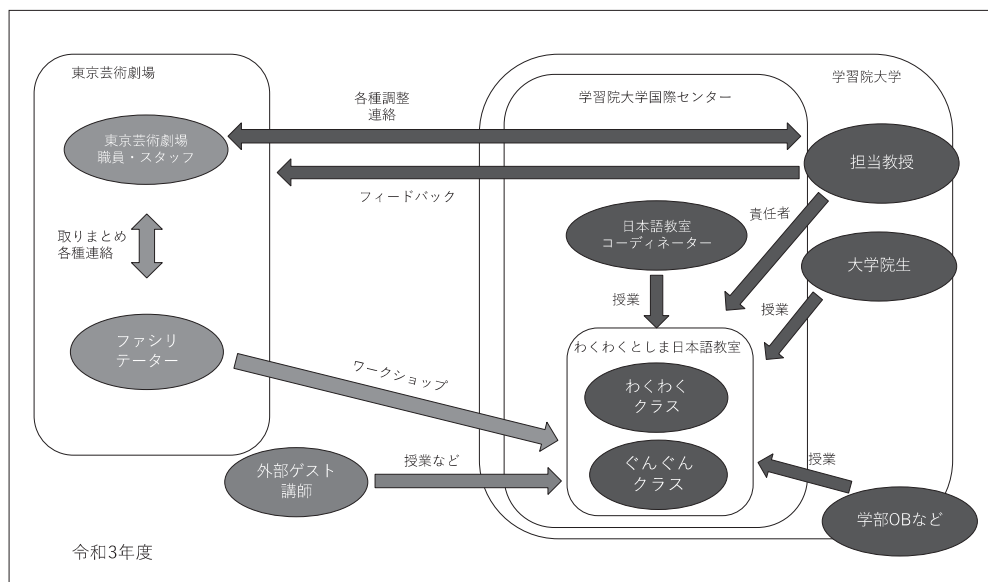 東京芸術劇場
学習院大学
学習院大学国際センター
各種調整
連絡
東京芸術劇場
職員・スタッフ
担当教授
フィードバック
日本語教室
コーディネーター
責任者
取りまとめ
各種連絡
大学院生
授業
授業
ファシリ
テーター
わくわくとしま日本語教室
ワークショップ
わくわく
クラス
外部ゲスト
講師
授業など
ぐんぐん
クラス
授業
学部OBなど
令和3年度